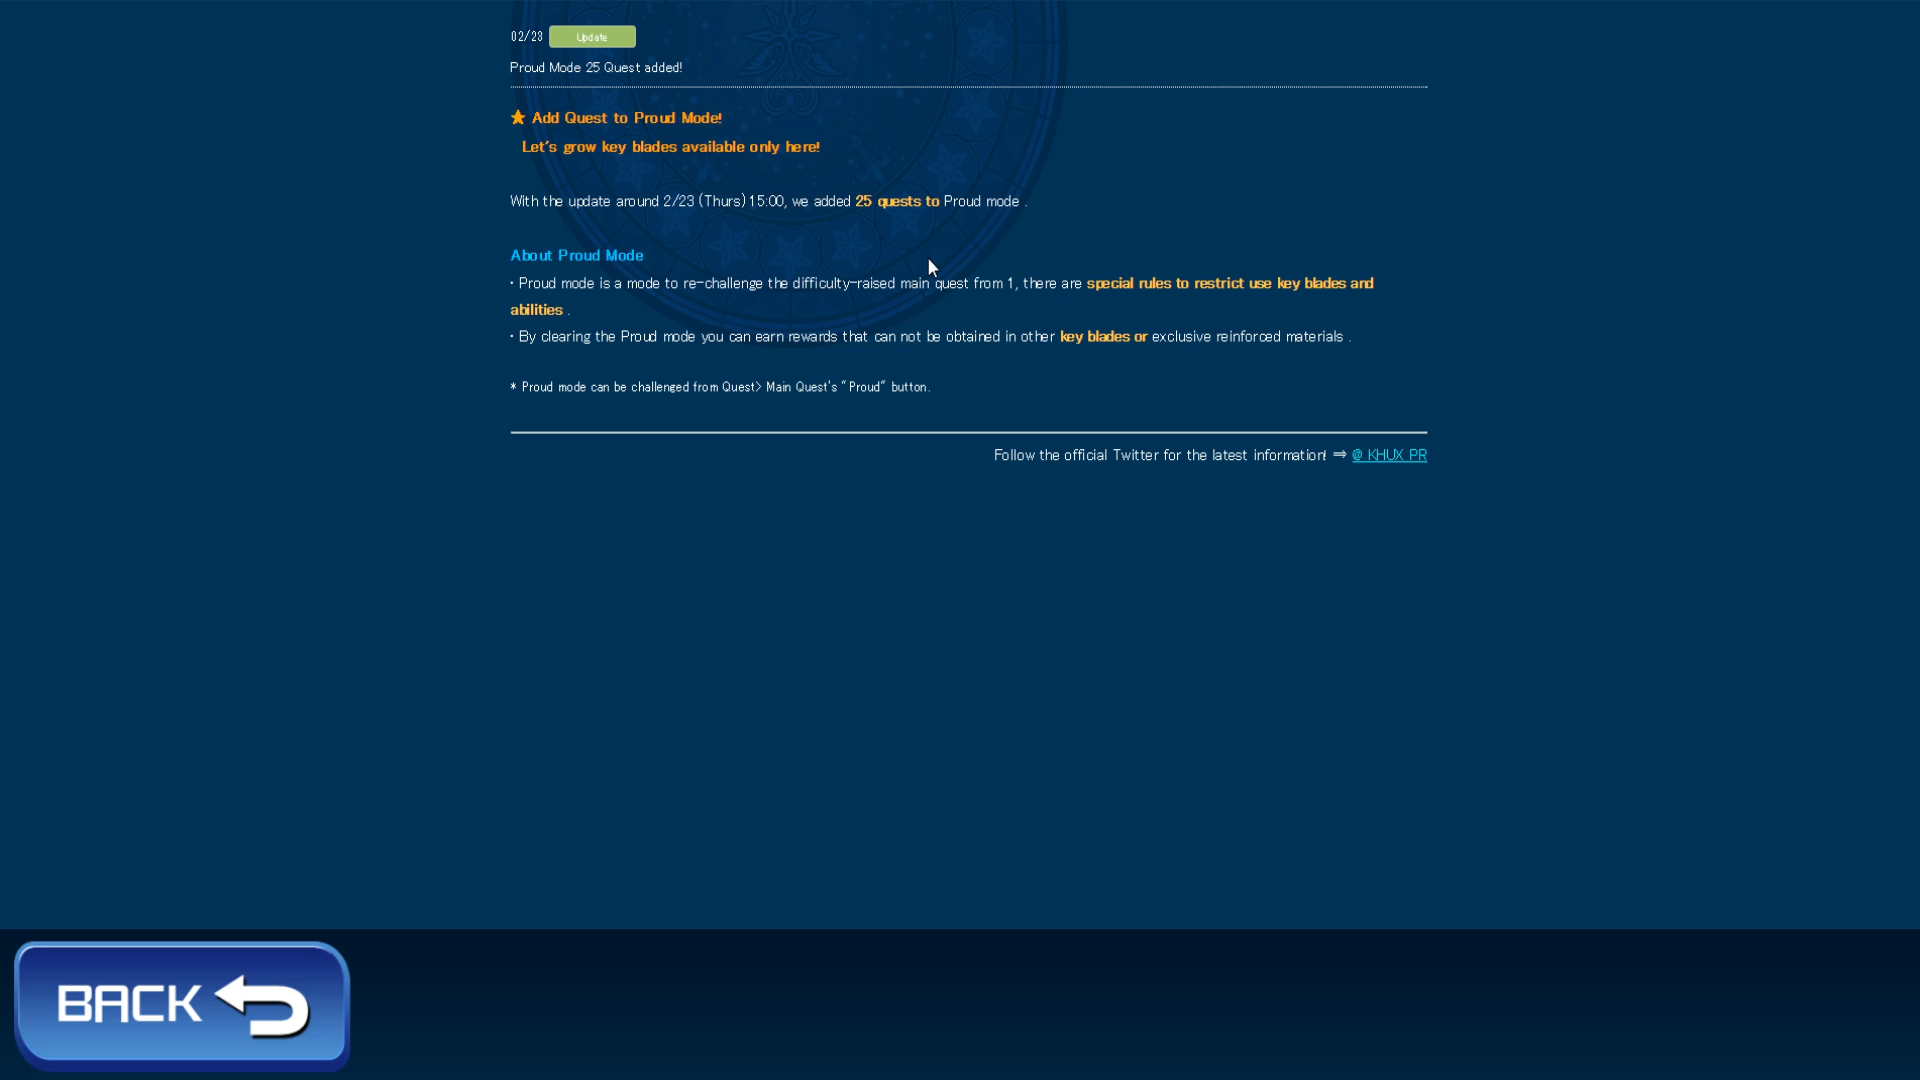 02/23 Update
Proud Mode 25 Quest added!
★ Add Quest to Proud Mode!
Let's grow key blades available only here!
With the update around 2/23 (Thurs) 15:00, we added 25 quests to Proud mode .
About Proud Mode
・Proud mode is a mode to re-challenge the difficulty-raised main quest from 1, there are special rules to restrict use key blades and
abilities .
・By clearing the Proud mode you can earn rewards that can not be obtained in other key blades or exclusive reinforced materials .
* Proud mode can be challenged from Quest> Main Quest's "Proud" button.
Follow the official Twitter for the latest information! ⇒ @ KHUX PR
BACK